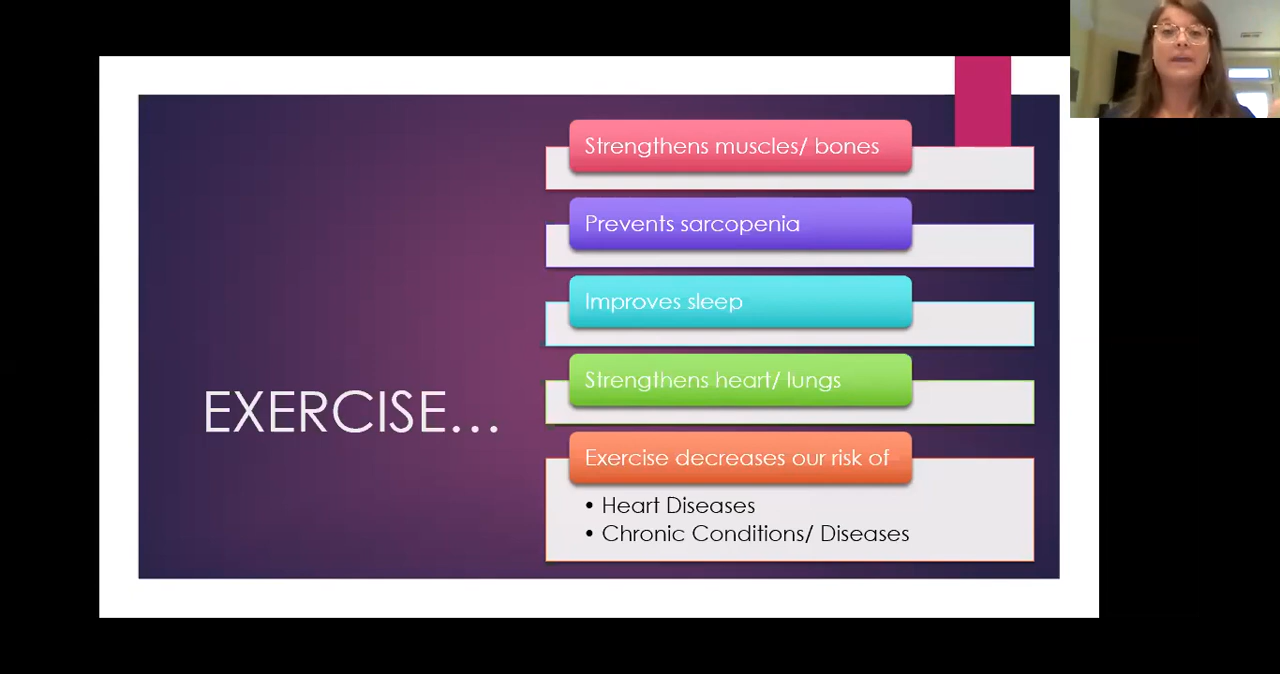 EXERCISE...
Strengthens muscles/ bones
Prevents sarcopenia
Improves sleep
Strengthens heart/ lungs
Exercise decreases our risk of
• Heart Diseases
• Chronic Conditions/ Diseases